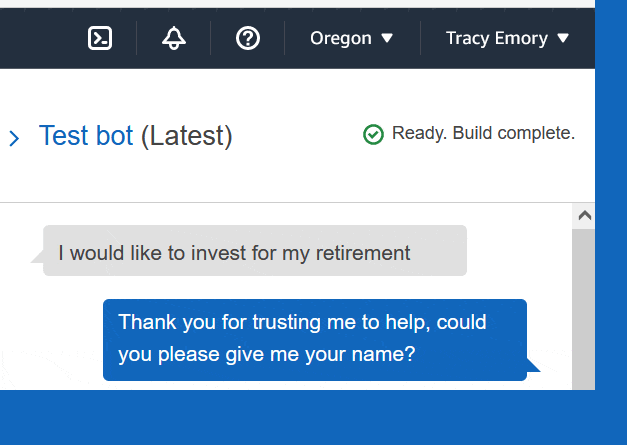 Oregon ▼ Tracy Emory ▼
Test bot (Latest) Ready. Build complete.
I would like to invest for my retirement
Thank you for trusting me to help, could
you please give me your name?